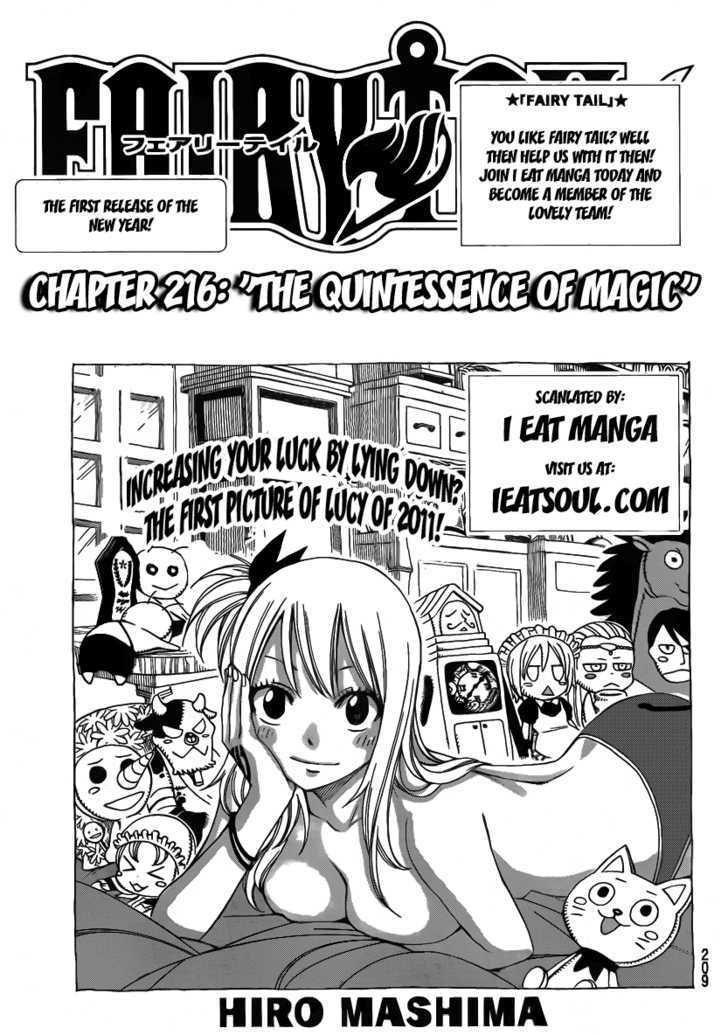 FAIRY TAIL
フェアリーテイル
★「FAIRY TAIL」★
YOU LIKE FAIRY TAIL? WELL
THEN HELP US WITH IT THEN!
JOIN I EAT MANGA TODAY AND
BECOME A MEMBER OF THE
LOVELY TEAM!
THE FIRST RELEASE OF THE
NEW YEAR!
CHAPTER 216: "THE QUINTESSENCE OF MAGIC"
SCANLATED BY:
I EAT MANGA
VISIT US AT:
IEATSOUL.COM
INCREASING YOUR LUCK BY LYING DOWN?
THE FIRST PICTURE OF LUCY OF 2011!
209
HIRO MASHIMA